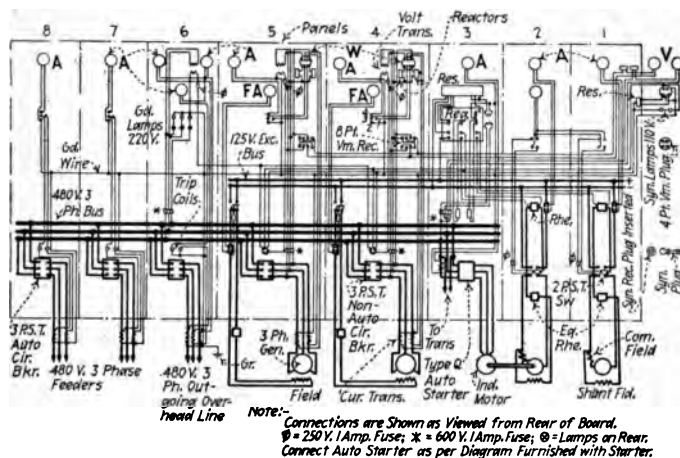 Panels
Volt Trans.
Reactors
8
7
6
5
4
3
2
1
A
A
A
W
A
A
A
V
FA
FA
Res.
Reg.
Res.
Gd. Lamps 220 V.
Gd. Wire
125 V. Exc. Bus
8 Pt. Vm. Rec.
480 V. 3 Ph. Bus
Trip Coils
Rhe.
Syn. Lamps 110 V.
4 Pt. Vm. Plug
Syn. Rec. Plug Inserted
Syn. Plug
3 P.S.T. Auto Cir. Bkr.
480 V. 3 Phase Feeders
480 V. 3 Ph. Outgoing Overhead Line
Gr.
3 Ph. Gen.
Field
3 P.S.T. Non-Auto Cir. Bkr.
Cur. Trans.
To Trans
Type Q Auto Starter
Ind. Motor
2 P.S.T. Sw
Eq. Rhe.
Com. Field
Shunt Fld.
Note:-
Connections are Shown as Viewed from Rear of Board.
= 250 V. 1 Amp. Fuse; = 600 V. 1 Amp. Fuse; = Lamps on Rear.
Connect Auto Starter as per Diagram Furnished with Starter.